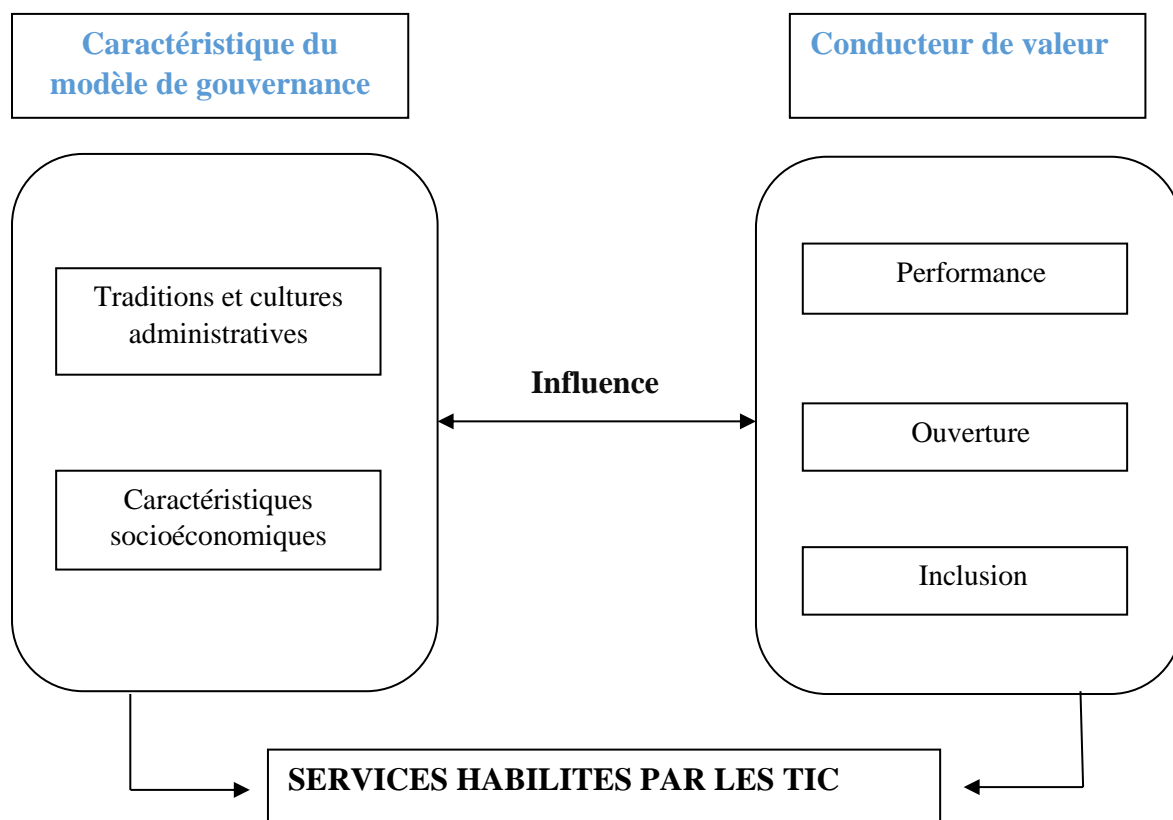 Caractéristique du
modèle de gouvernance
Conducteur de valeur
Traditions et cultures
administratives
Caractéristiques
socioéconomiques
Influence
Performance
Ouverture
Inclusion
SERVICES HABILITES PAR LES TIC